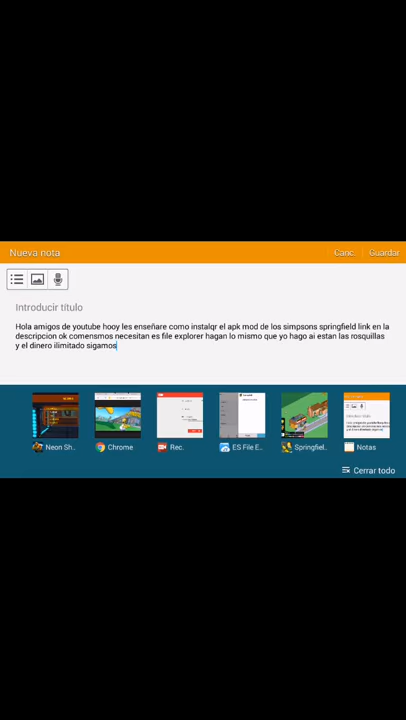 Nueva nota
Canc.
Guardar
Introducir título
Hola amigos de youtube hooy les enseñare como instalqr el apk mod de los simpsons springfield link en la
descripcion ok comensmos necesitan es file explorer hagan lo mismo que yo hago ai estan las rosquillas
y el dinero ilimitado sigamos
Neon Sh..
Chrome
Rec.
ES File E..
Springfiel..
Notas
Cerrar todo